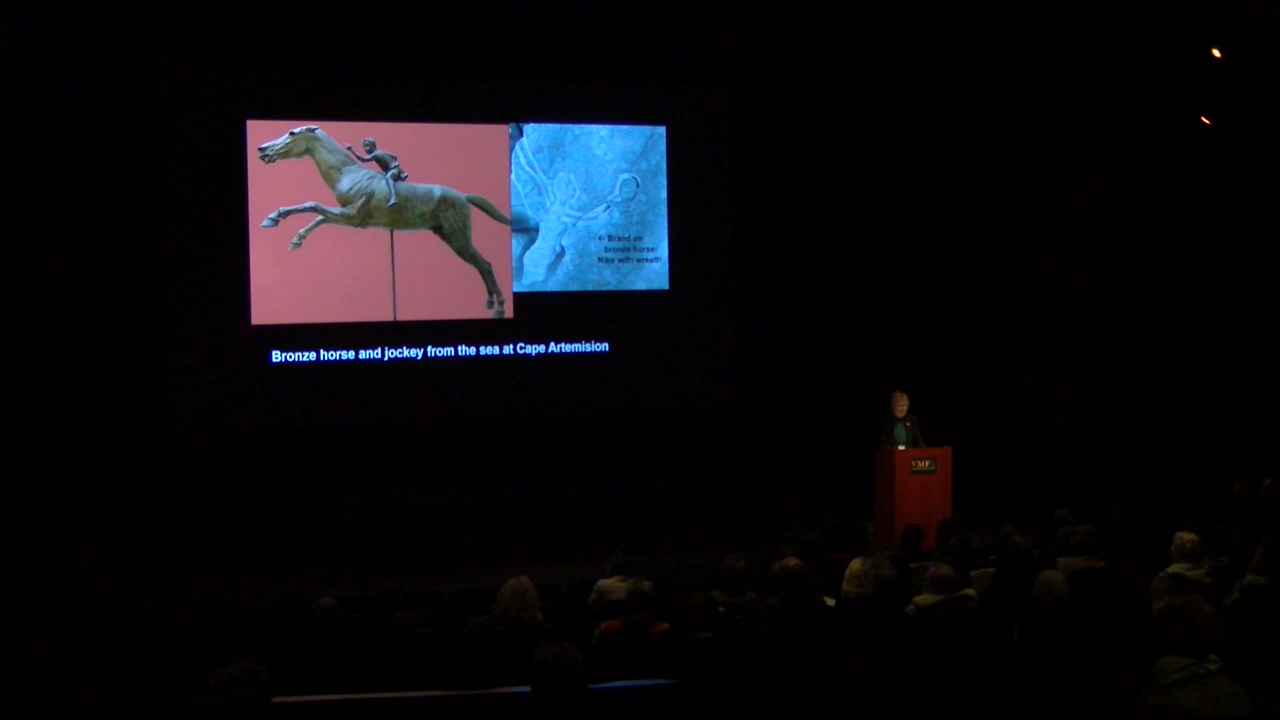 ← Brand on
bronze horse:
Nike with wreath
Bronze horse and jockey from the sea at Cape Artemision
VMFA